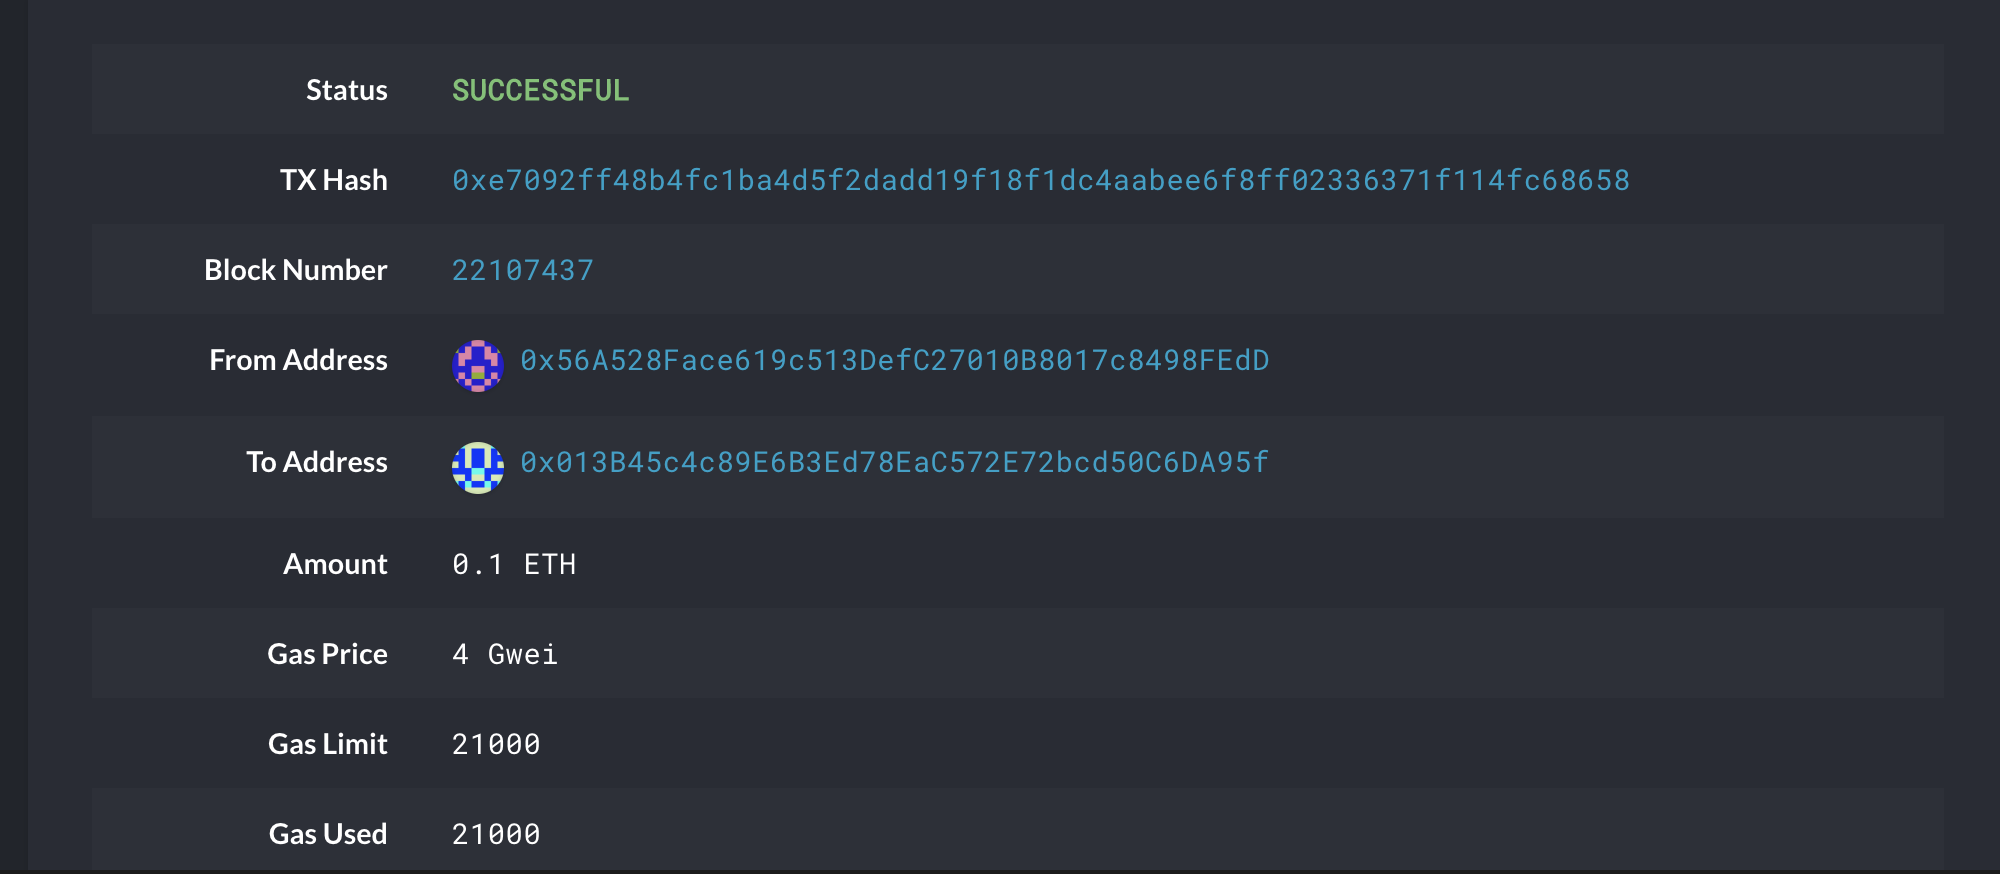 Status SUCCESSFUL
TX Hash 0xe7092ff48b4fc1ba4d5f2dadd19f18f1dc4aabee6f8ff02336371f114fc68658
Block Number 22107437
From Address 0x56A528Face619c513DefC27010B8017c8498FEdD
To Address 0x013B45c4c89E6B3Ed78EaC572E72bcd50C6DA95f
Amount 0.1 ETH
Gas Price 4 Gwei
Gas Limit 21000
Gas Used 21000